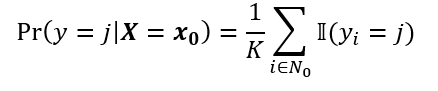 Pr(y = j|X = x₀) = 1/K ∑_{i∈N₀} 𝕀(yᵢ = j)